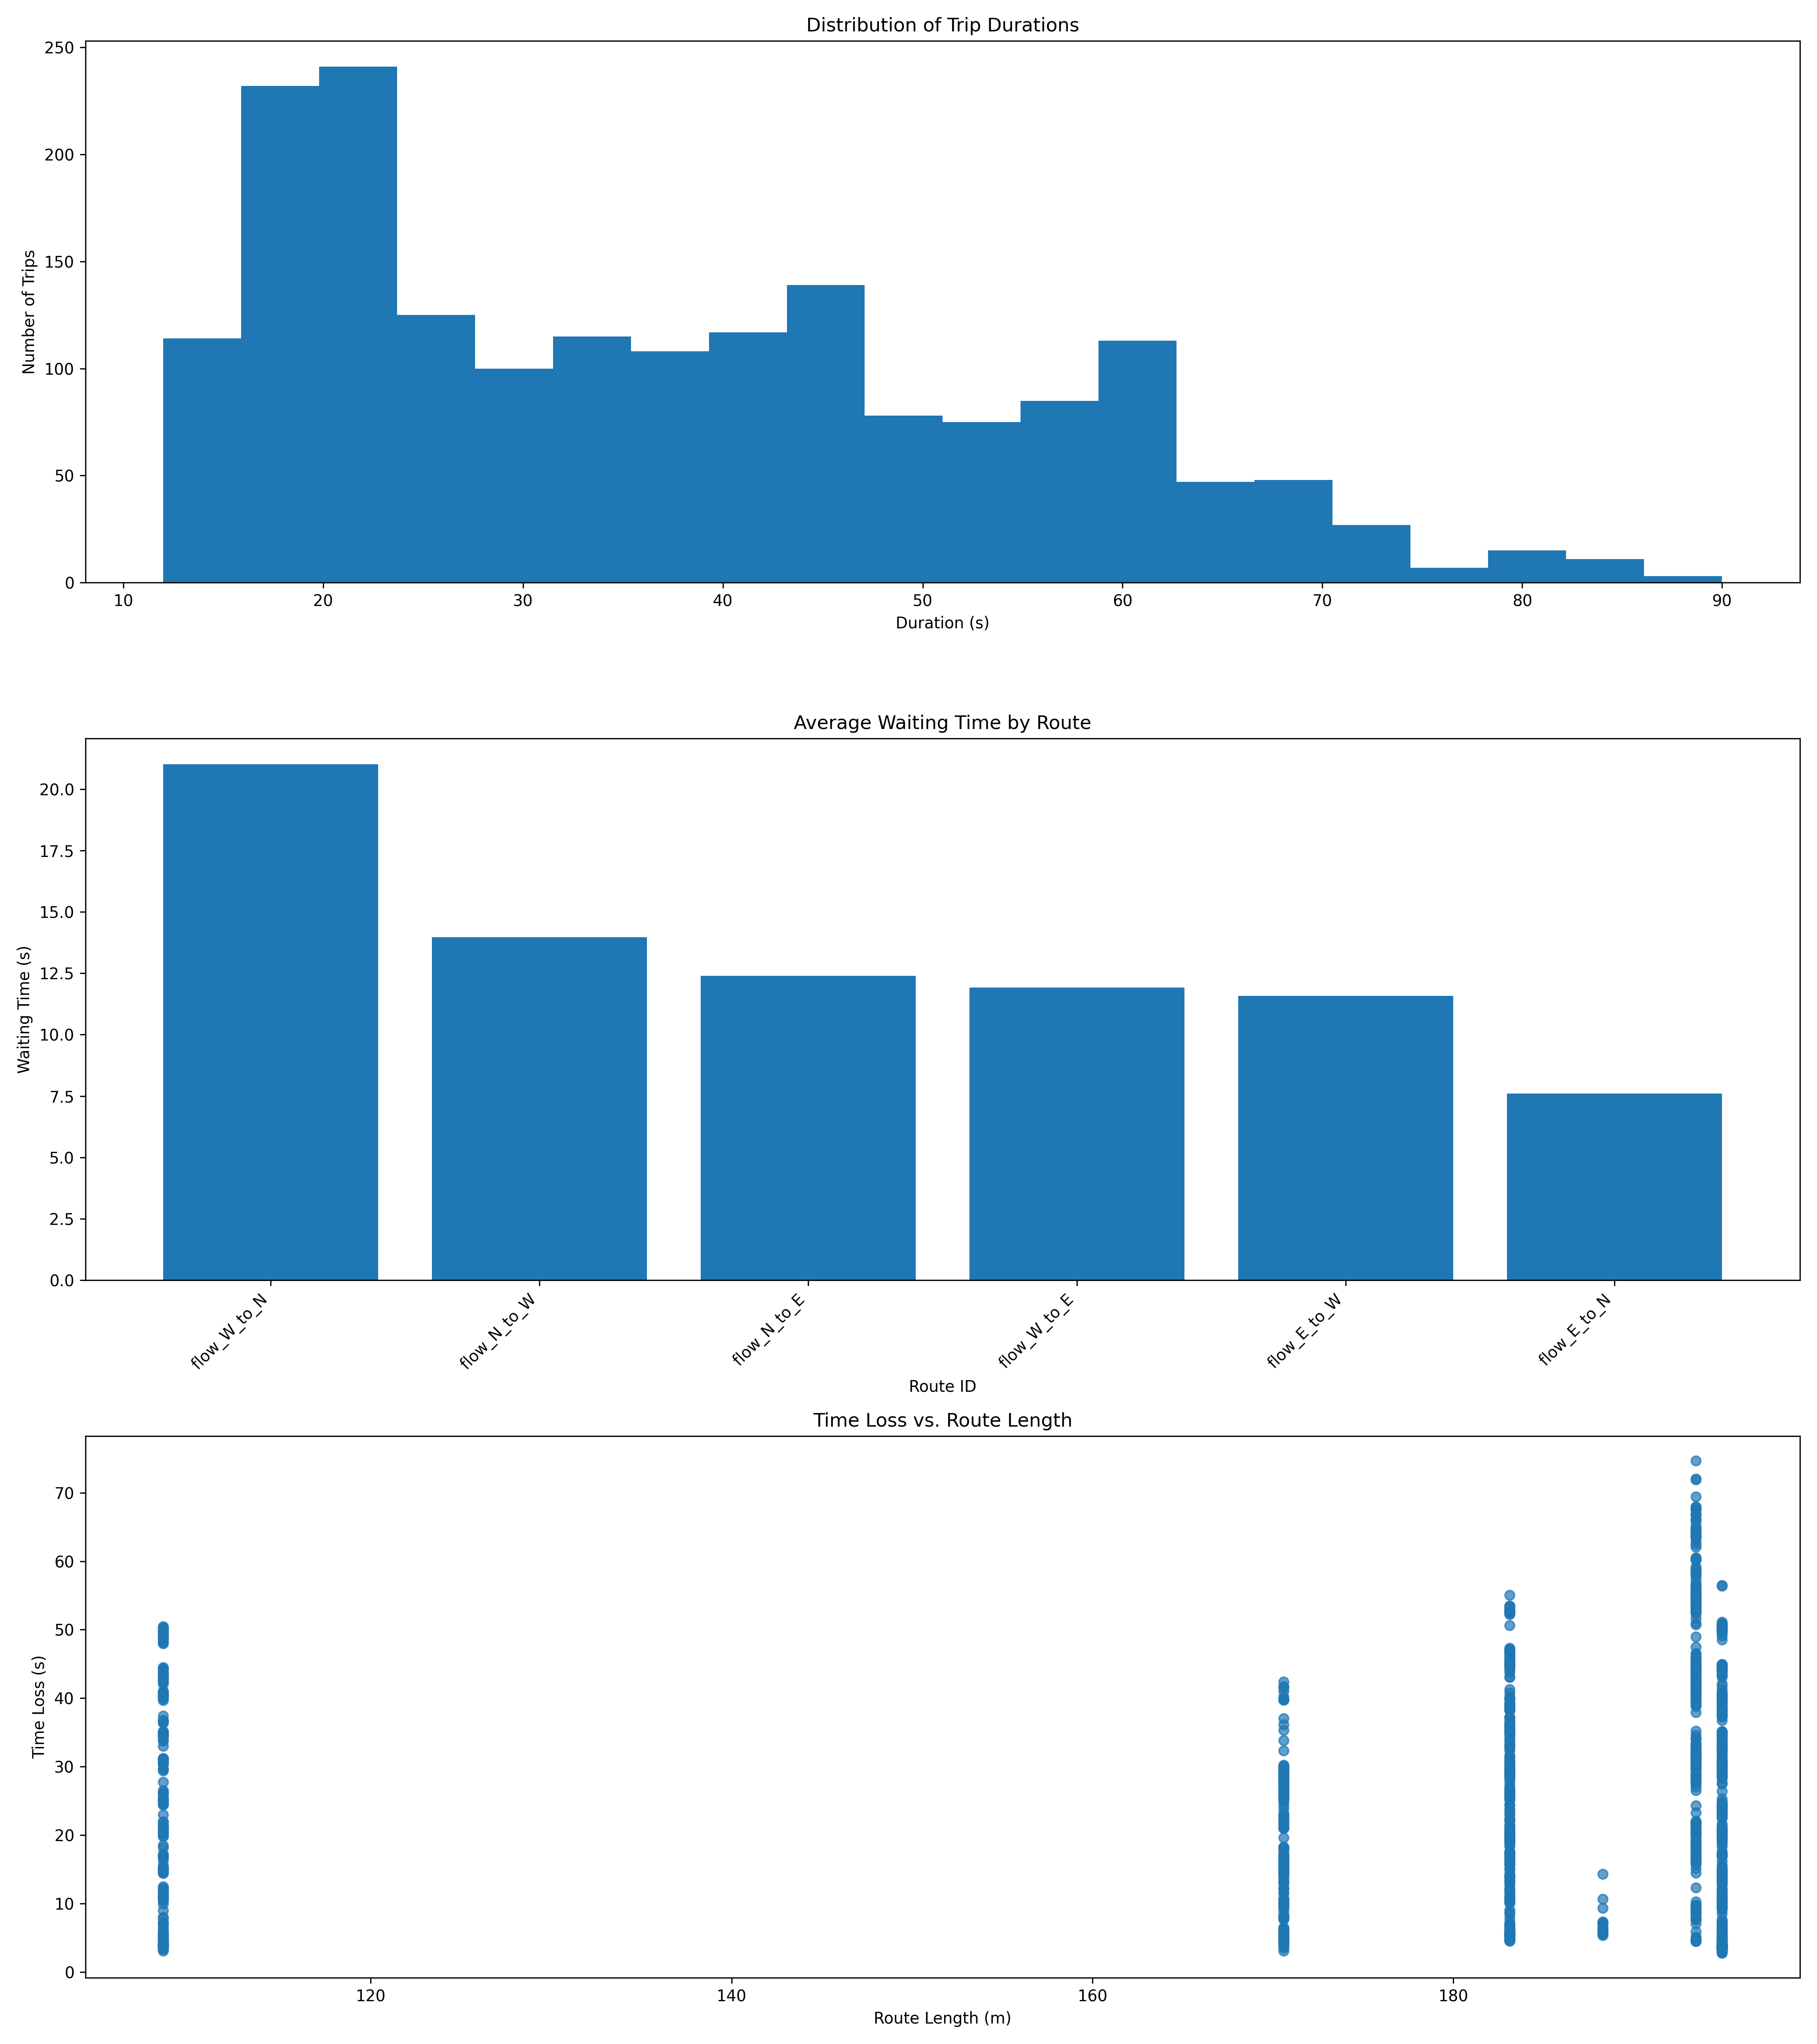 Distribution of Trip Durations
250
200
150
100
50
0
Number of Trips
10 20 30 40 50 60 70 80 90
Duration (s)
Average Waiting Time by Route
20.0
17.5
15.0
12.5
10.0
7.5
5.0
2.5
0.0
Waiting Time (s)
flow_W_to_N flow_N_to_W flow_N_to_E flow_W_to_E flow_E_to_W flow_E_to_N
Route ID
Time Loss vs. Route Length
70
60
50
40
30
20
10
0
Time Loss (s)
120 140 160 180
Route Length (m)